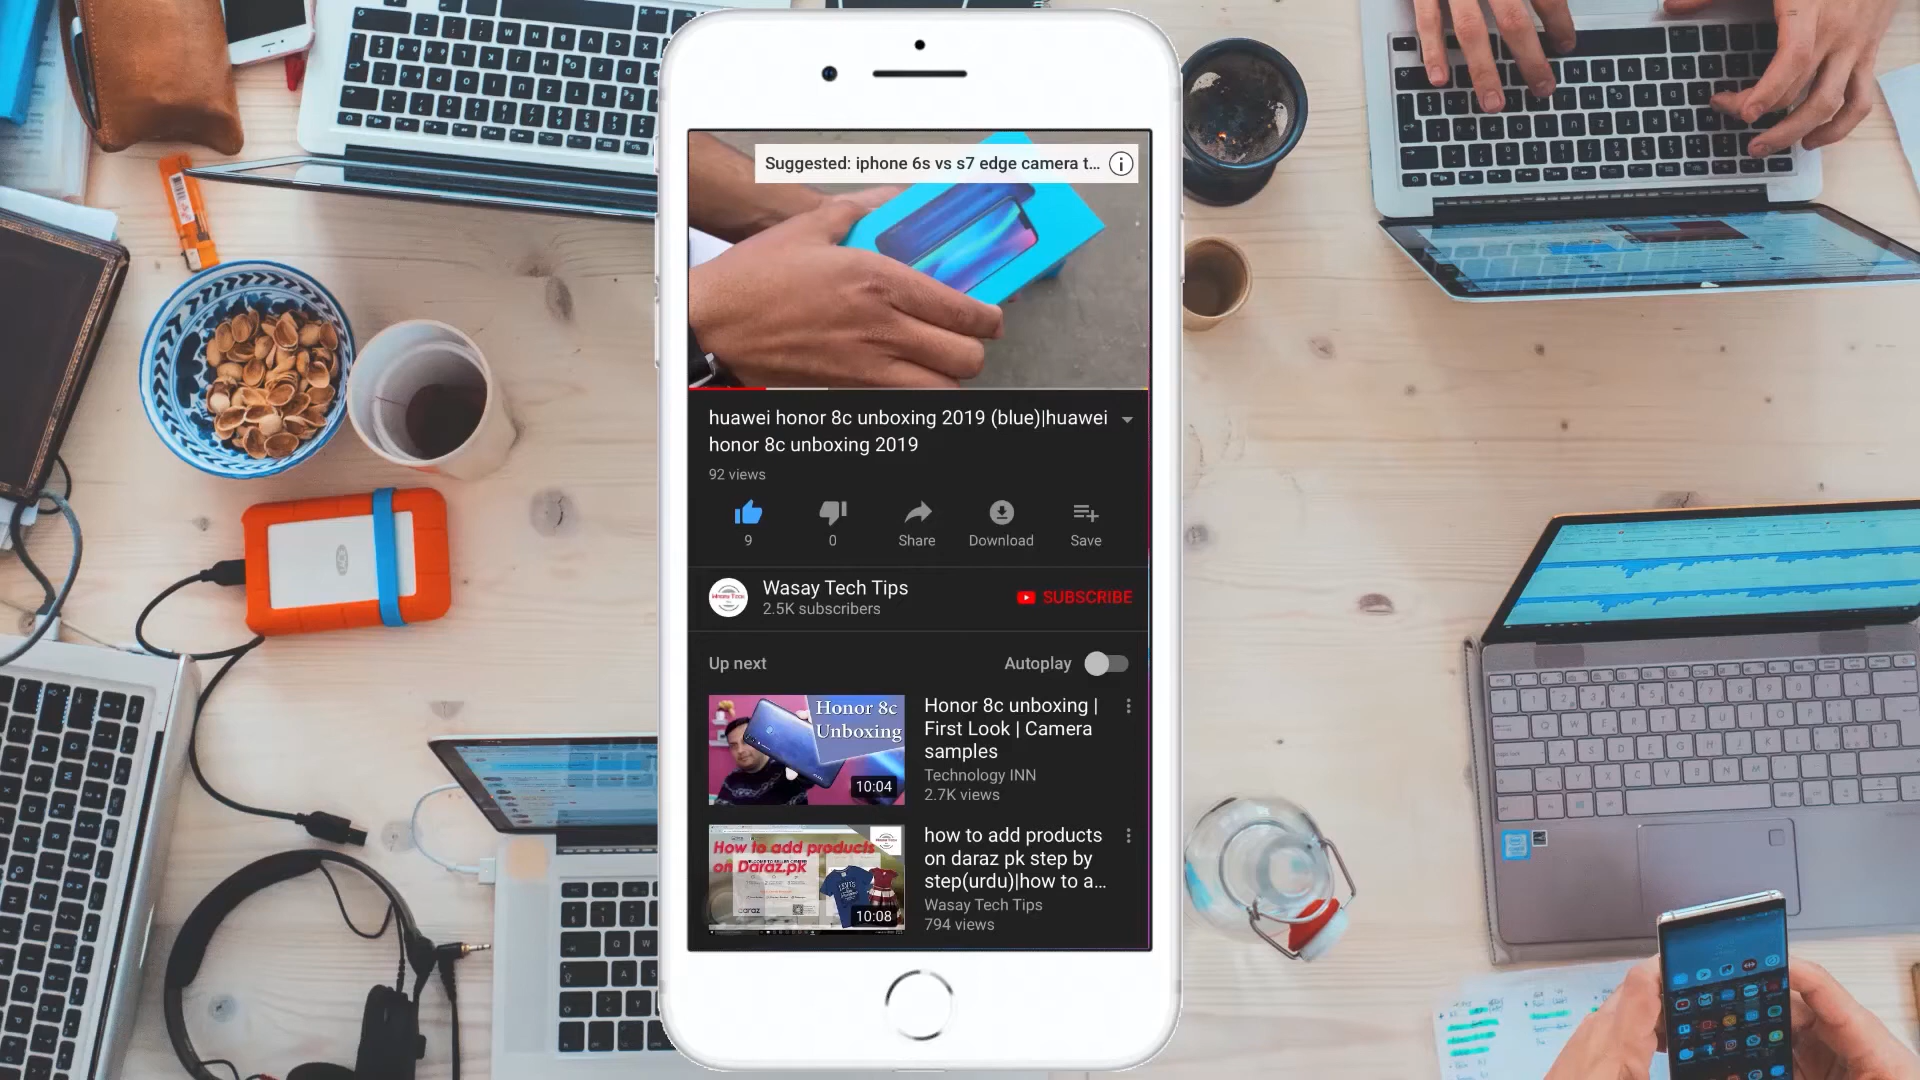 Suggested: iphone 6s vs s7 edge camera t...
huawei honor 8c unboxing 2019 (blue)|huawei
honor 8c unboxing 2019
92 views
9
0
Share
Download
Save
Wasay Tech Tips
2.5K subscribers
SUBSCRIBE
Up next
Autoplay
Honor 8c
Unboxing
10:04
Honor 8c unboxing |
First Look | Camera
samples
Technology INN
2.7K views
How to add products
on Daraz.pk
10:08
how to add products
on daraz pk step by
step(urdu)|how to a...
Wasay Tech Tips
794 views